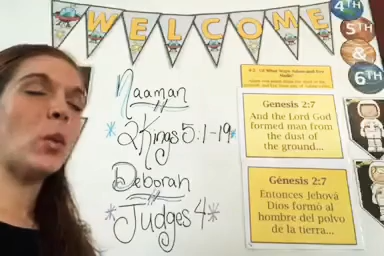 WELCOME
4TH
5TH
&
6TH
Naaman
*2Kings 5:1-19*
Deborah
*Judges 4*
Genesis 2:7
And the Lord God
formed man from
the dust of
the ground...
Génesis 2:7
Entonces Jehová
Dios formó al
hombre del polvo
de la tierra...